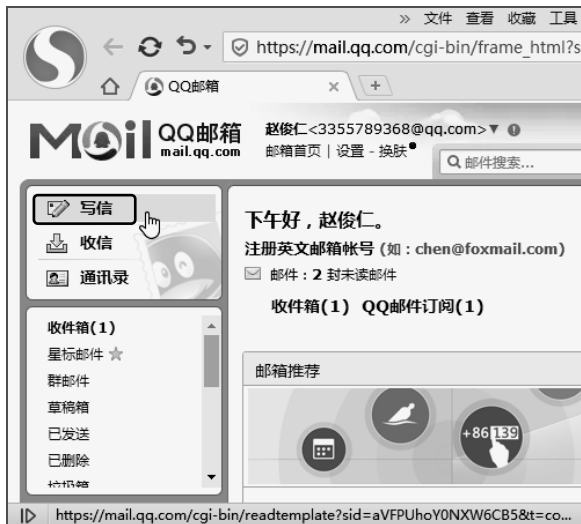 » 文件 查看 收藏 工具
https://mail.qq.com/cgi-bin/frame_html?s
QQ邮箱 × +
Mail QQ邮箱
mail.qq.com
赵俊仁<3355789368@qq.com>▼
邮箱首页 | 设置 - 换肤
邮件搜索...
写信
收信
通讯录
下午好，赵俊仁。
注册英文邮箱帐号 (如：chen@foxmail.com)
邮件：2 封未读邮件
收件箱(1) QQ邮件订阅(1)
收件箱(1)
星标邮件
群邮件
草稿箱
已发送
已删除
垃圾箱
邮箱推荐
+86 139
https://mail.qq.com/cgi-bin/readtemplate?sid=aVFPUhoY0NXW6CB5&t=co...